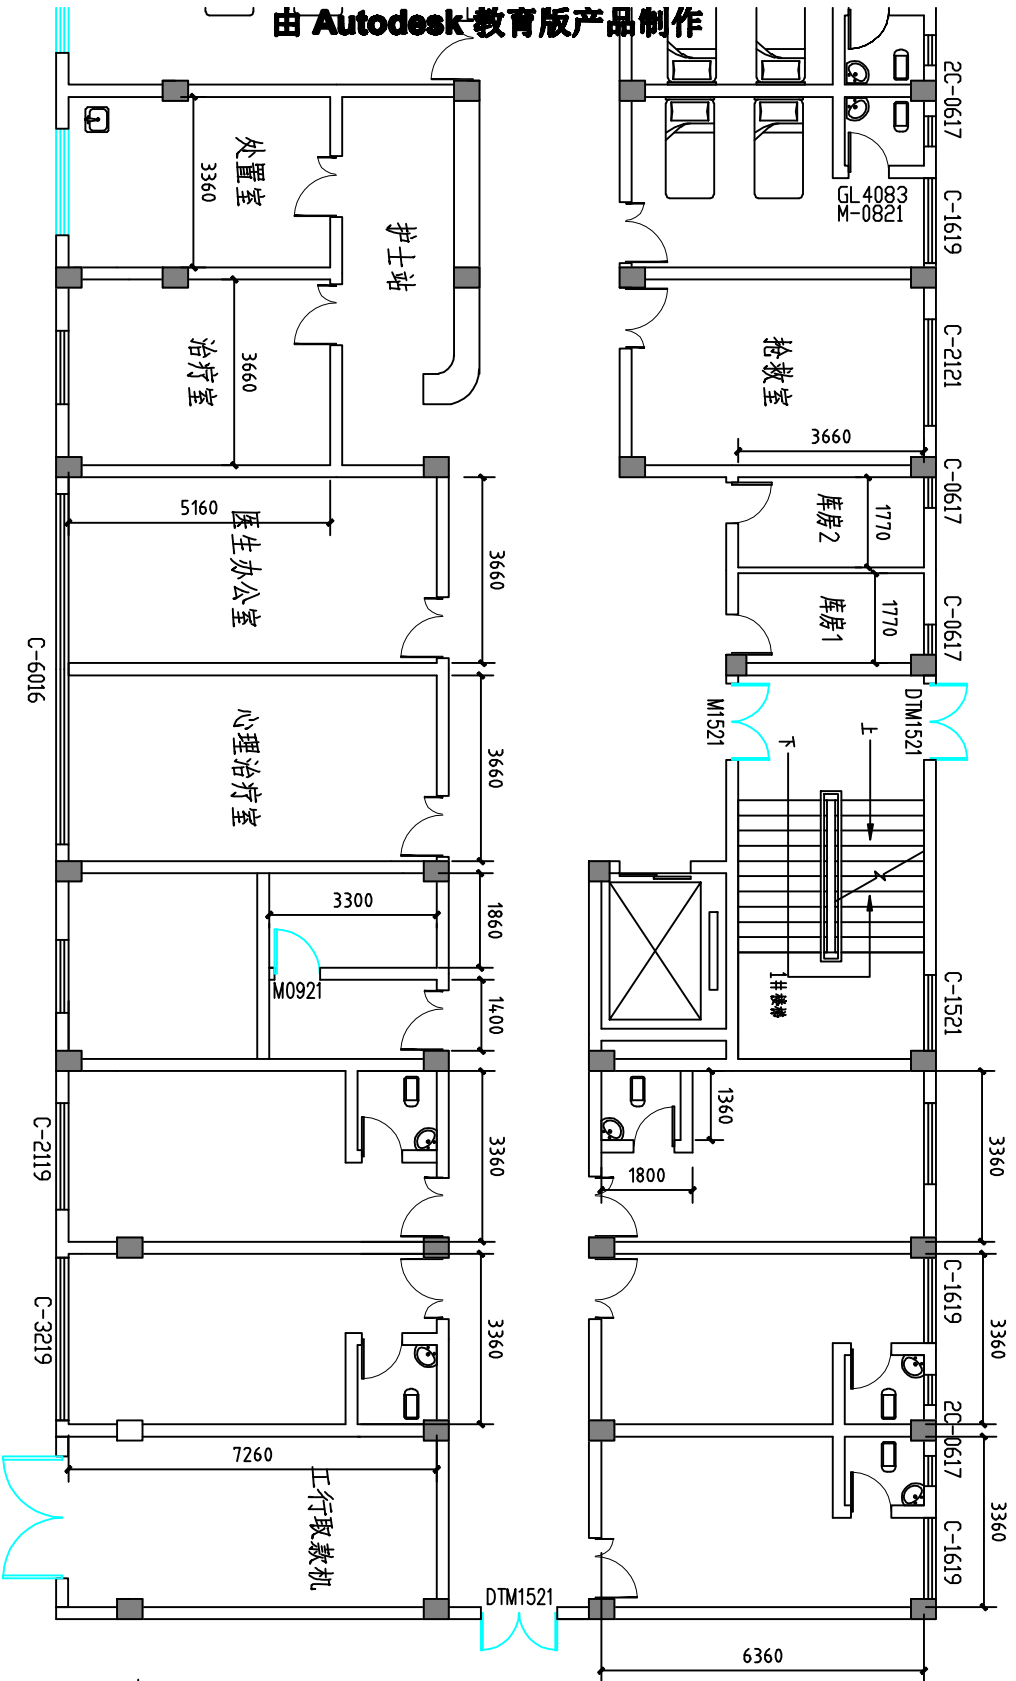 由 Autodesk 教育版产品制作
2C-0617
处置室
3360
GL4083
M-0821
C-1619
护士站
治疗室
3660
抢救室
C-2121
3660
C-0617
5160
医生办公室
3660
库房2
1770
库房1
1770
C-0617
C-6016
心理治疗室
3660
M1521
DTM1521
下
上
3300
1860
M0921
1400
1#楼梯
C-1521
1360
3360
C-2119
3360
1800
C-3219
3360
C-1619
3360
2C-0617
7260
工行取款机
3360
C-1619
DTM1521
6360